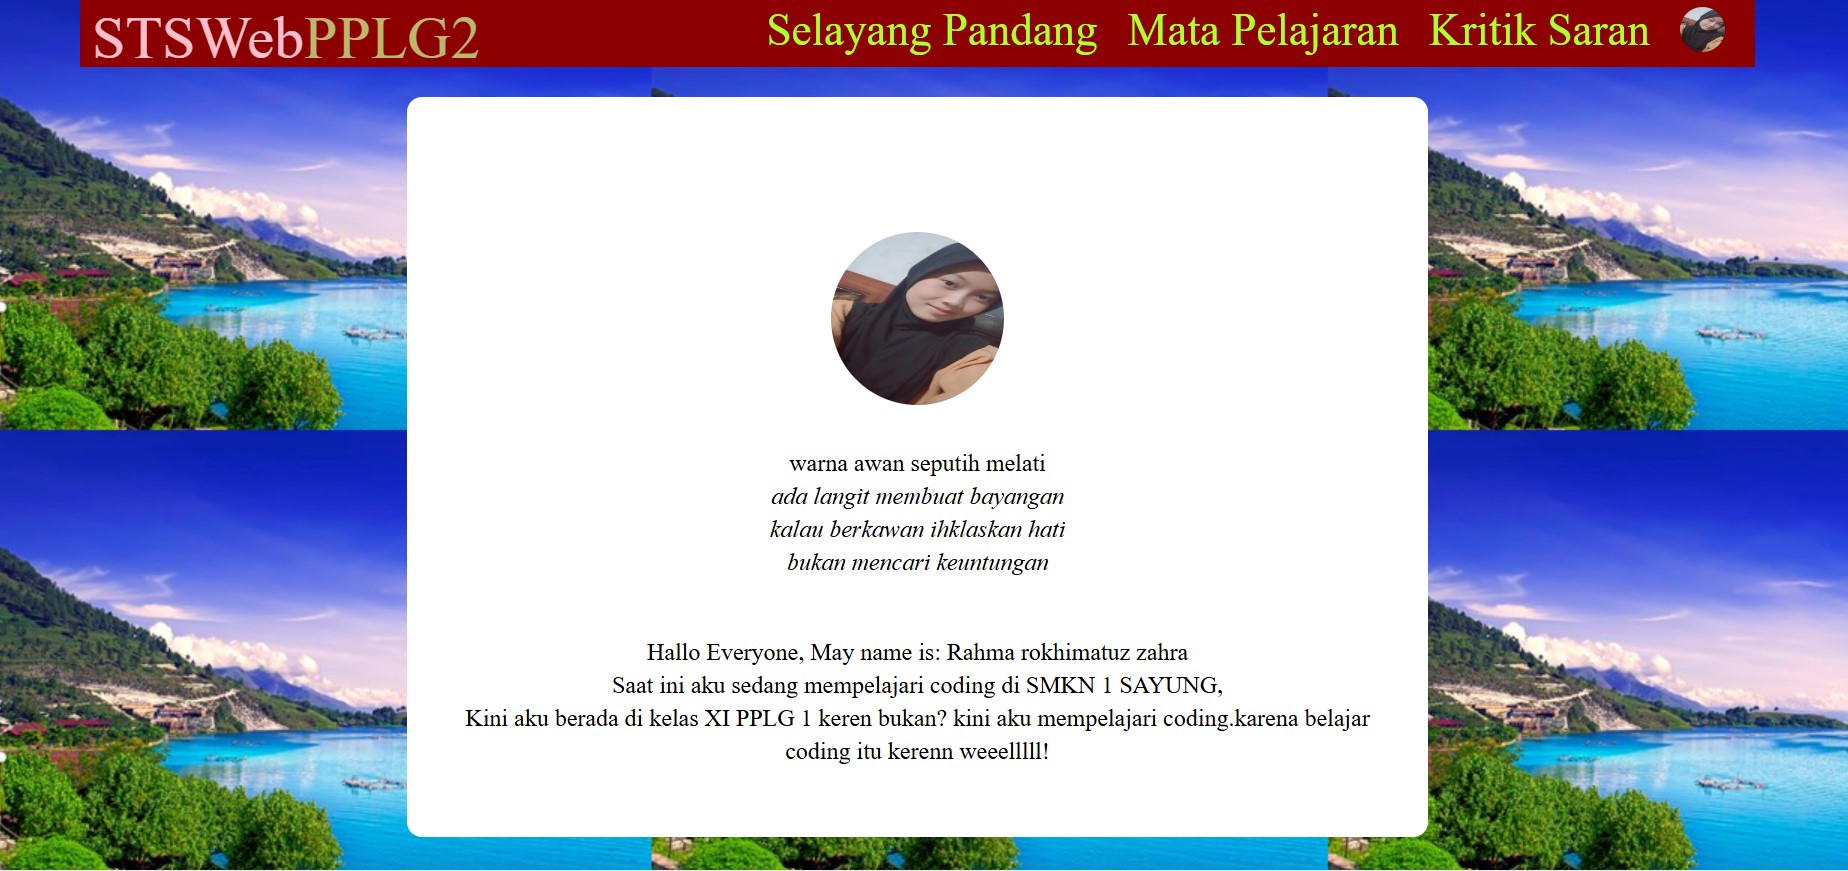 STSWebPPLG2
Selayang Pandang Mata Pelajaran Kritik Saran
warna awan seputih melati
ada langit membuat bayangan
kalau berkawan ihklaskan hati
bukan mencari keuntungan
Hallo Everyone, May name is: Rahma rokhimatuz zahra
Saat ini aku sedang mempelajari coding di SMKN 1 SAYUNG,
Kini aku berada di kelas XI PPLG 1 keren bukan? kini aku mempelajari coding.karena belajar
coding itu kerenn weeelllll!